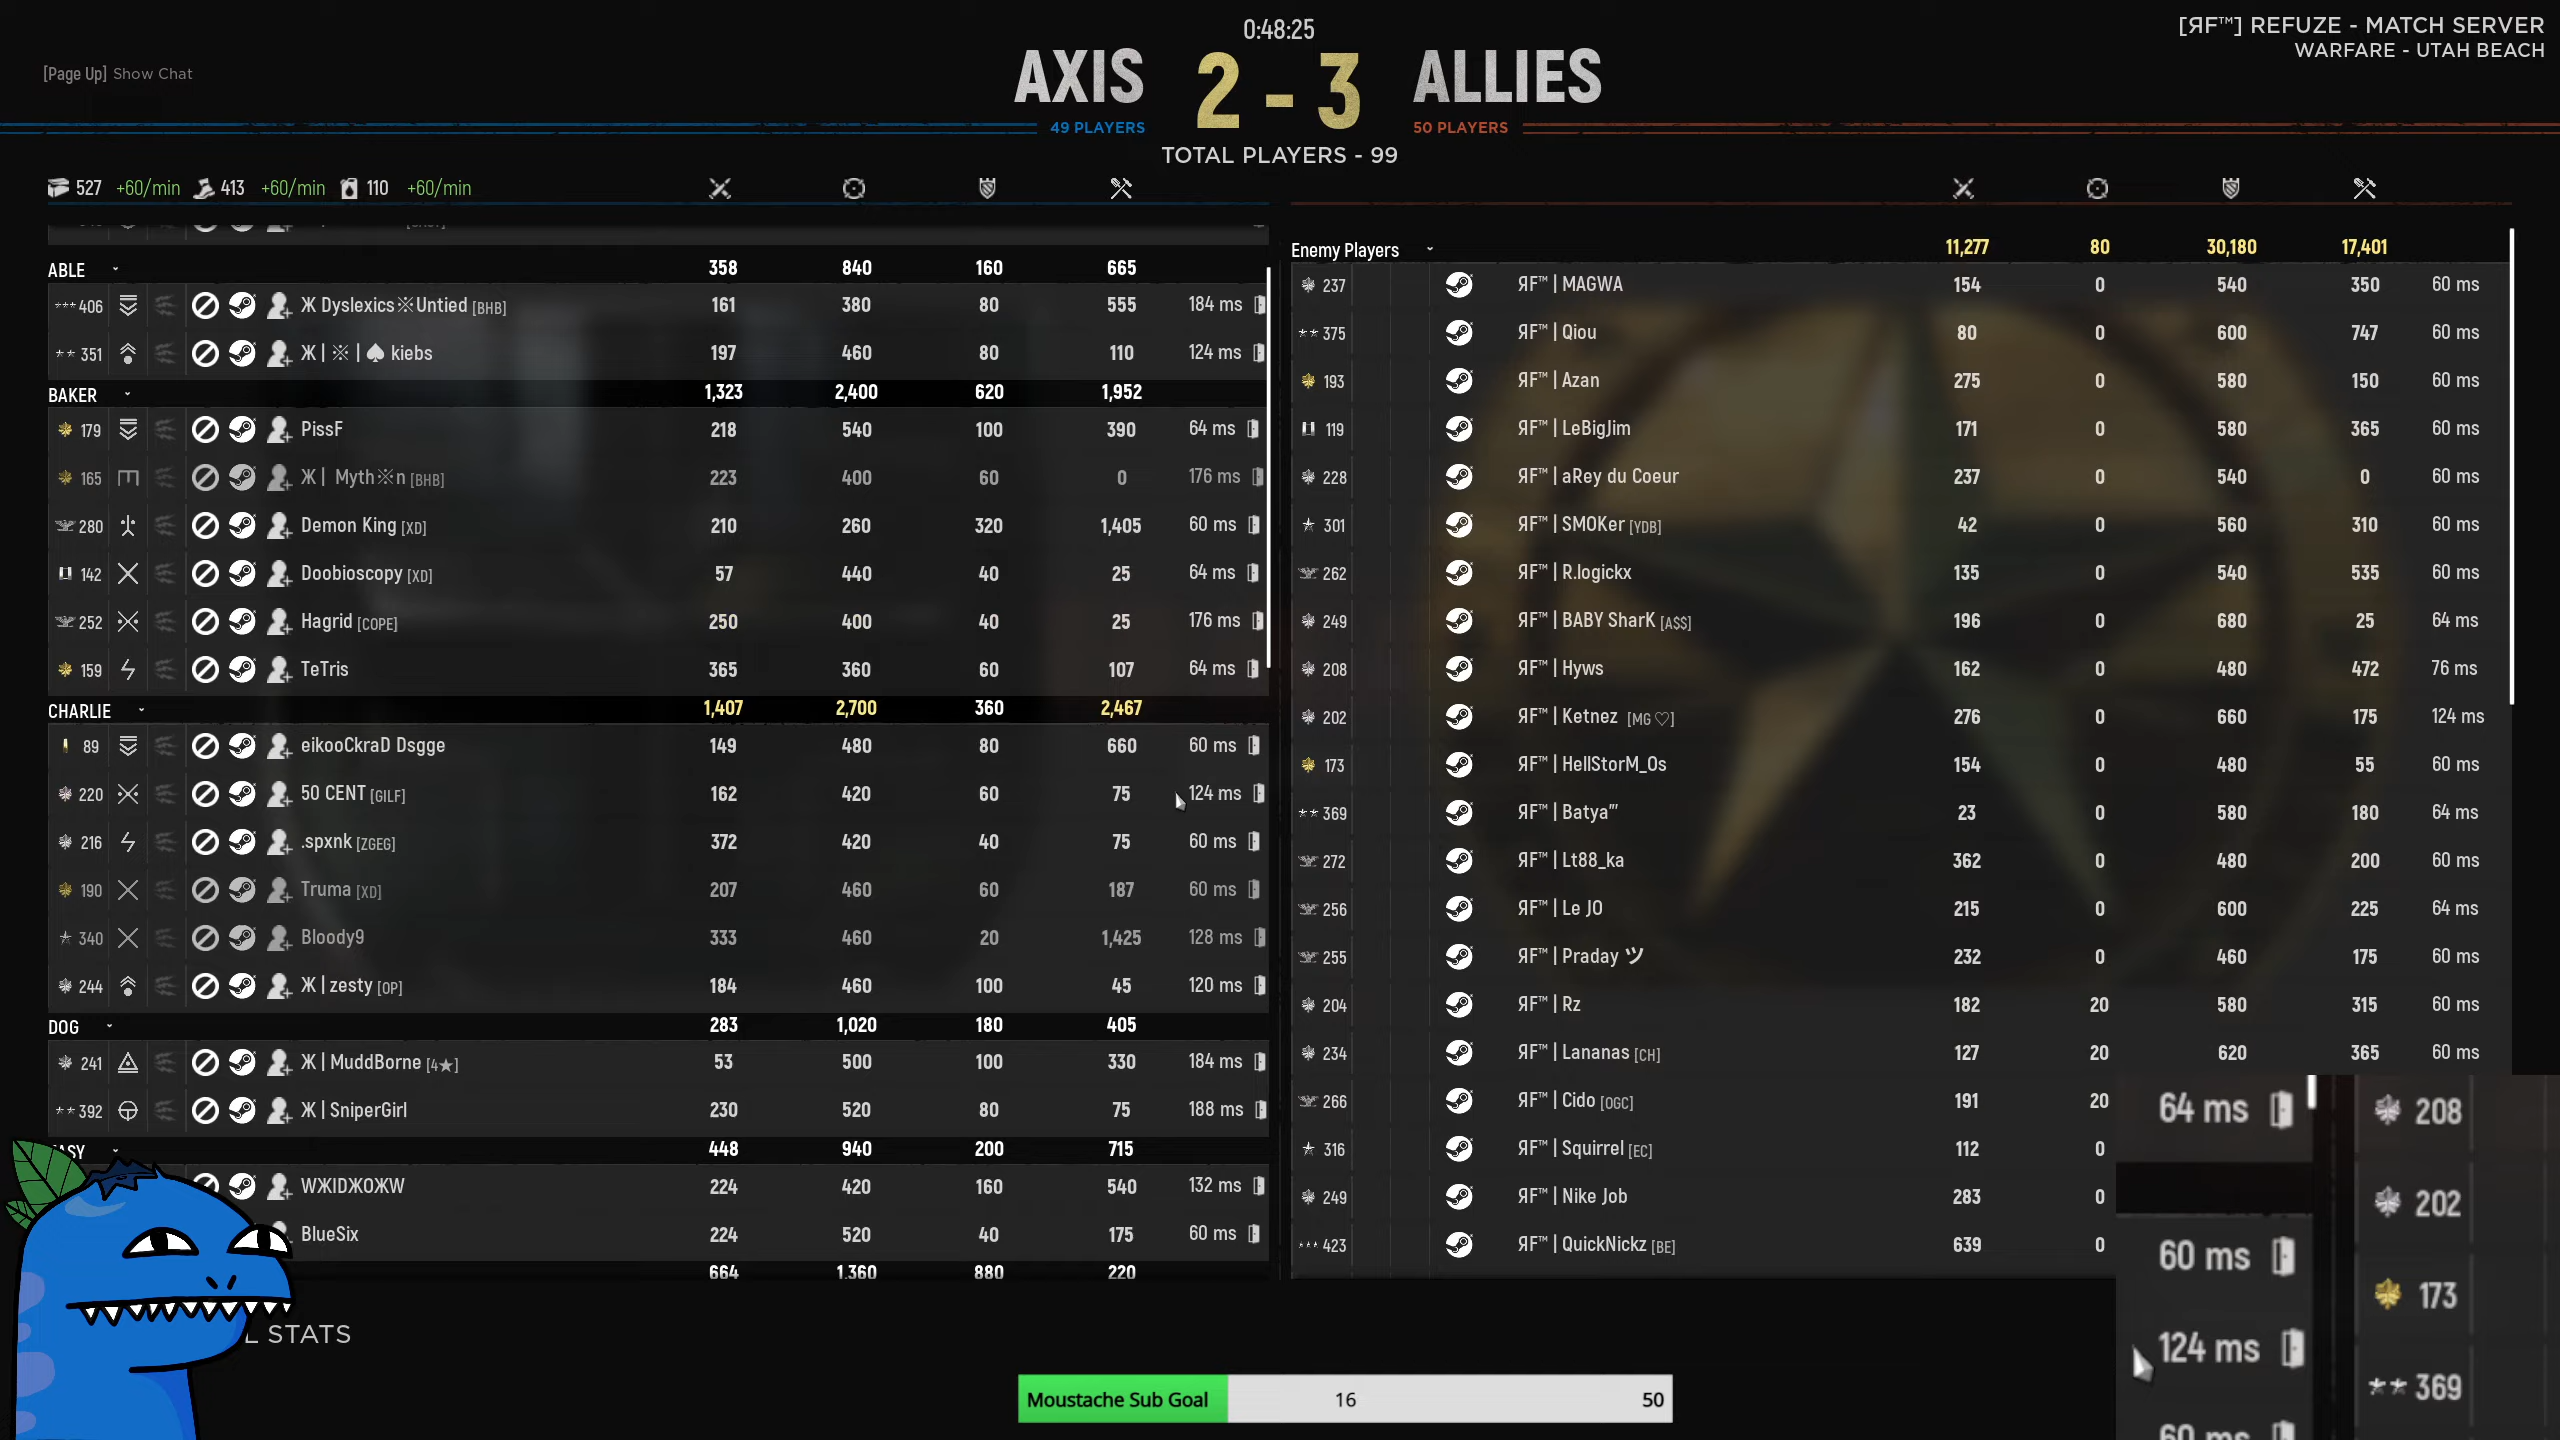 0:48:25
[ЯF™] REFUZE - MATCH SERVER
WARFARE - UTAH BEACH
[Page Up] Show Chat
AXIS 2 - 3 ALLIES
49 PLAYERS
50 PLAYERS
TOTAL PLAYERS - 99
527 +60/min 413 +60/min 110 +60/min
ABLE 358 840 160 665
406 Ж Dyslexics※Untied [BHB] 161 380 80 555 184 ms
351 Ж | ※ | ♠ kiebs 197 460 80 110 124 ms
BAKER 1,323 2,400 620 1,952
179 PissF 218 540 100 390 64 ms
165 Ж | Myth※n [BHB] 223 400 60 0 176 ms
280 Demon King [XD] 210 260 320 1,405 60 ms
142 Doobioscopy [XD] 57 440 40 25 64 ms
252 Hagrid [COPE] 250 400 40 25 176 ms
159 TeTris 365 360 60 107 64 ms
CHARLIE 1,407 2,700 360 2,467
89 eikooCkraD Dsgge 149 480 80 660 60 ms
220 50 CENT [GILF] 162 420 60 75 124 ms
216 .spxnk [ZGEG] 372 420 40 75 60 ms
190 Truma [XD] 207 460 60 187 60 ms
340 Bloody9 333 460 20 1,425 128 ms
244 Ж | zesty [OP] 184 460 100 45 120 ms
DOG 283 1,020 180 405
241 Ж | MuddBorne [4★] 53 500 100 330 184 ms
392 Ж | SniperGirl 230 520 80 75 188 ms
ASY 448 940 200 715
WЖIDЖOЖW 224 420 160 540 132 ms
BlueSix 224 520 40 175 60 ms
664 1,360 880 220
Enemy Players 11,277 80 30,180 17,401
237 ЯF™ | MAGWA 154 0 540 350 60 ms
375 ЯF™ | Qiou 80 0 600 747 60 ms
193 ЯF™ | Azan 275 0 580 150 60 ms
119 ЯF™ | LeBigJim 171 0 580 365 60 ms
228 ЯF™ | aRey du Coeur 237 0 540 0 60 ms
301 ЯF™ | SMOKer [YDB] 42 0 560 310 60 ms
262 ЯF™ | R.logickx 135 0 540 535 60 ms
249 ЯF™ | BABY SharK [A$$] 196 0 680 25 64 ms
208 ЯF™ | Hyws 162 0 480 472 76 ms
202 ЯF™ | Ketnez [MG ♡] 276 0 660 175 124 ms
173 ЯF™ | HellStorM_Os 154 0 480 55 60 ms
369 ЯF™ | Batya''' 23 0 580 180 64 ms
272 ЯF™ | Lt88_ka 362 0 480 200 60 ms
256 ЯF™ | Le JO 215 0 600 225 64 ms
255 ЯF™ | Praday ツ 232 0 460 175 60 ms
204 ЯF™ | Rz 182 20 580 315 60 ms
234 ЯF™ | Lananas [CH] 127 20 620 365 60 ms
266 ЯF™ | Cido [OGC] 191 20
316 ЯF™ | Squirrel [EC] 112 0
249 ЯF™ | Nike Job 283 0
423 ЯF™ | QuickNickz [BE] 639 0
64 ms 208
202
60 ms
173
124 ms
369
60 ms
L STATS
Moustache Sub Goal 16 50